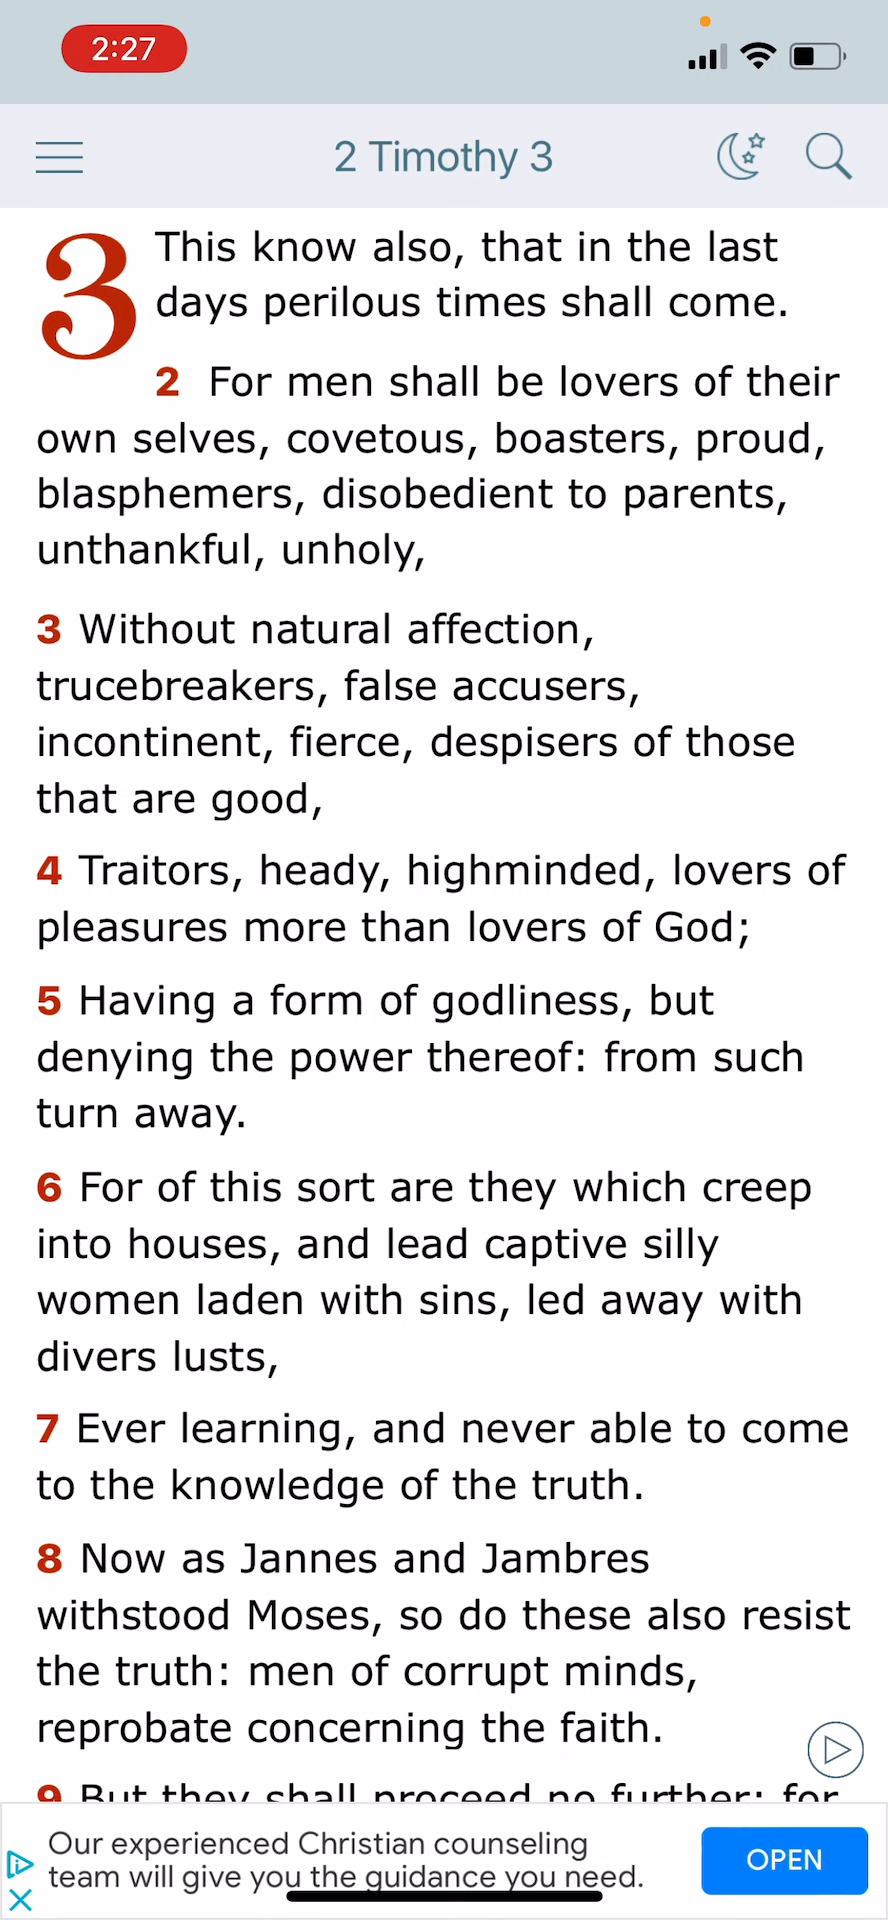 2:27
2 Timothy 3
3 This know also, that in the last
days perilous times shall come.
2 For men shall be lovers of their
own selves, covetous, boasters, proud,
blasphemers, disobedient to parents,
unthankful, unholy,
3 Without natural affection,
trucebreakers, false accusers,
incontinent, fierce, despisers of those
that are good,
4 Traitors, heady, highminded, lovers of
pleasures more than lovers of God;
5 Having a form of godliness, but
denying the power thereof: from such
turn away.
6 For of this sort are they which creep
into houses, and lead captive silly
women laden with sins, led away with
divers lusts,
7 Ever learning, and never able to come
to the knowledge of the truth.
8 Now as Jannes and Jambres
withstood Moses, so do these also resist
the truth: men of corrupt minds,
reprobate concerning the faith.
9 But they shall proceed no further: for
Our experienced Christian counseling
team will give you the guidance you need.
OPEN